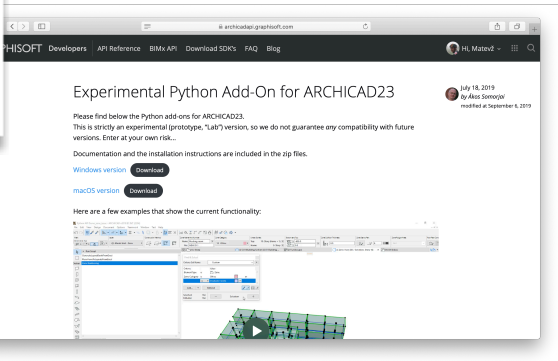 archicadapi.graphisoft.com
PHISOFT Developers API Reference BIMx API Download SDK's FAQ Blog Hi, Matevž
Experimental Python Add-On for ARCHICAD23
July 18, 2019
by Ákos Somorjai
modified at September 6, 2019
Please find below the Python add-ons for ARCHICAD23.
This is strictly an experimental (prototype, "Lab") version, so we do not guarantee any compatibility with future
versions. Enter at your own risk...
Documentation and the installation instructions are included in the zip files.
Windows version Download
macOS version Download
Here are a few examples that show the current functionality: